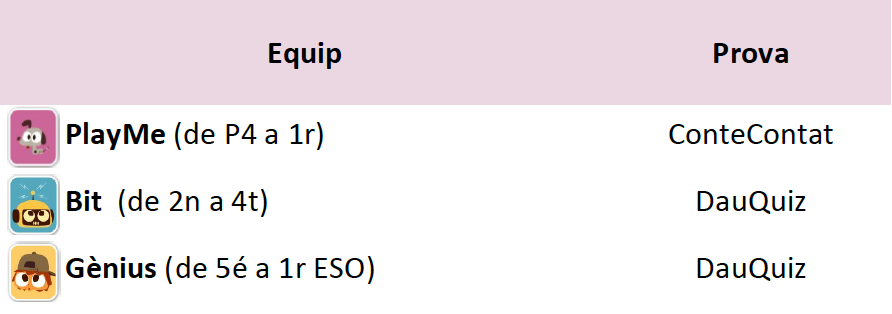 Equip Prova
PlayMe (de P4 a 1r) ConteContat
Bit (de 2n a 4t) DauQuiz
Gènius (de 5é a 1r ESO) DauQuiz